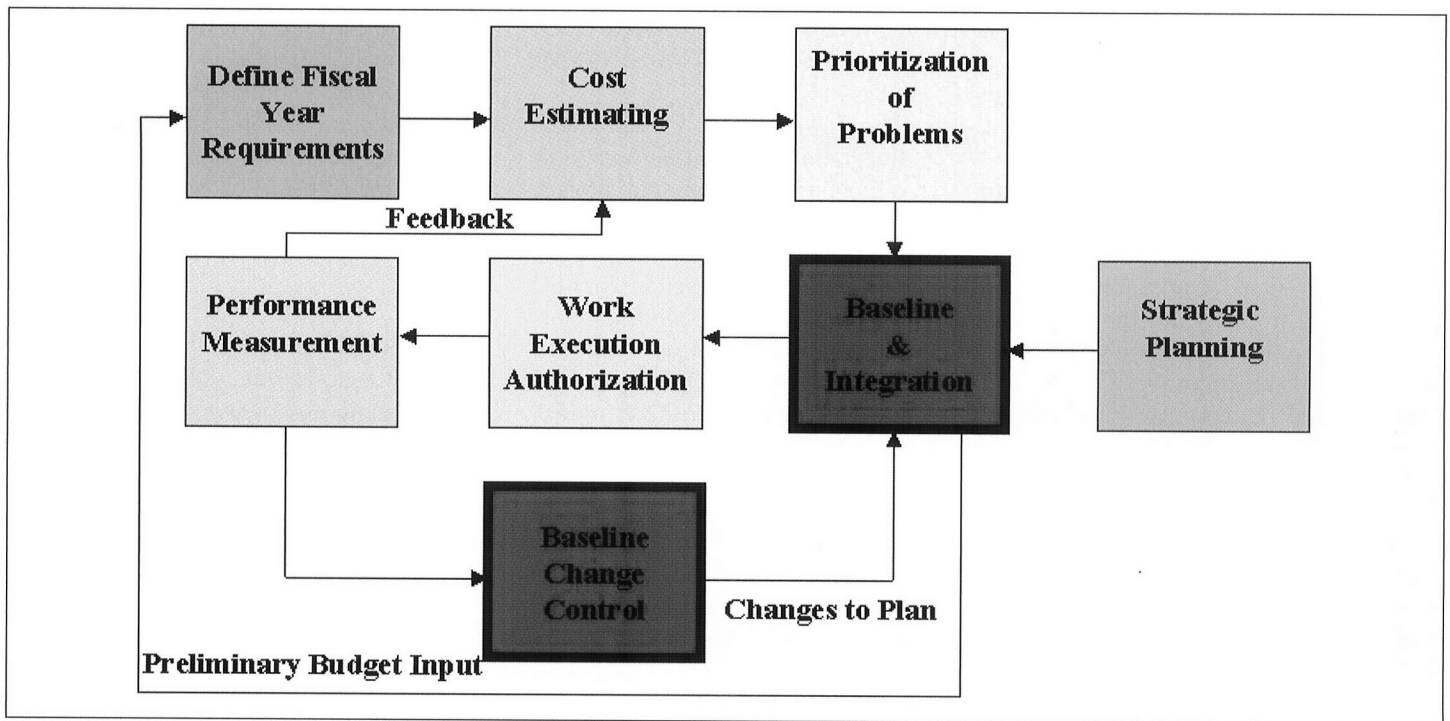 Define Fiscal
Year
Requirements
Cost
Estimating
Prioritization
of
Problems
Feedback
Performance
Measurement
Work
Execution
Authorization
Baseline
&
Integration
Strategic
Planning
Baseline
Change
Control
Changes to Plan
Preliminary Budget Input